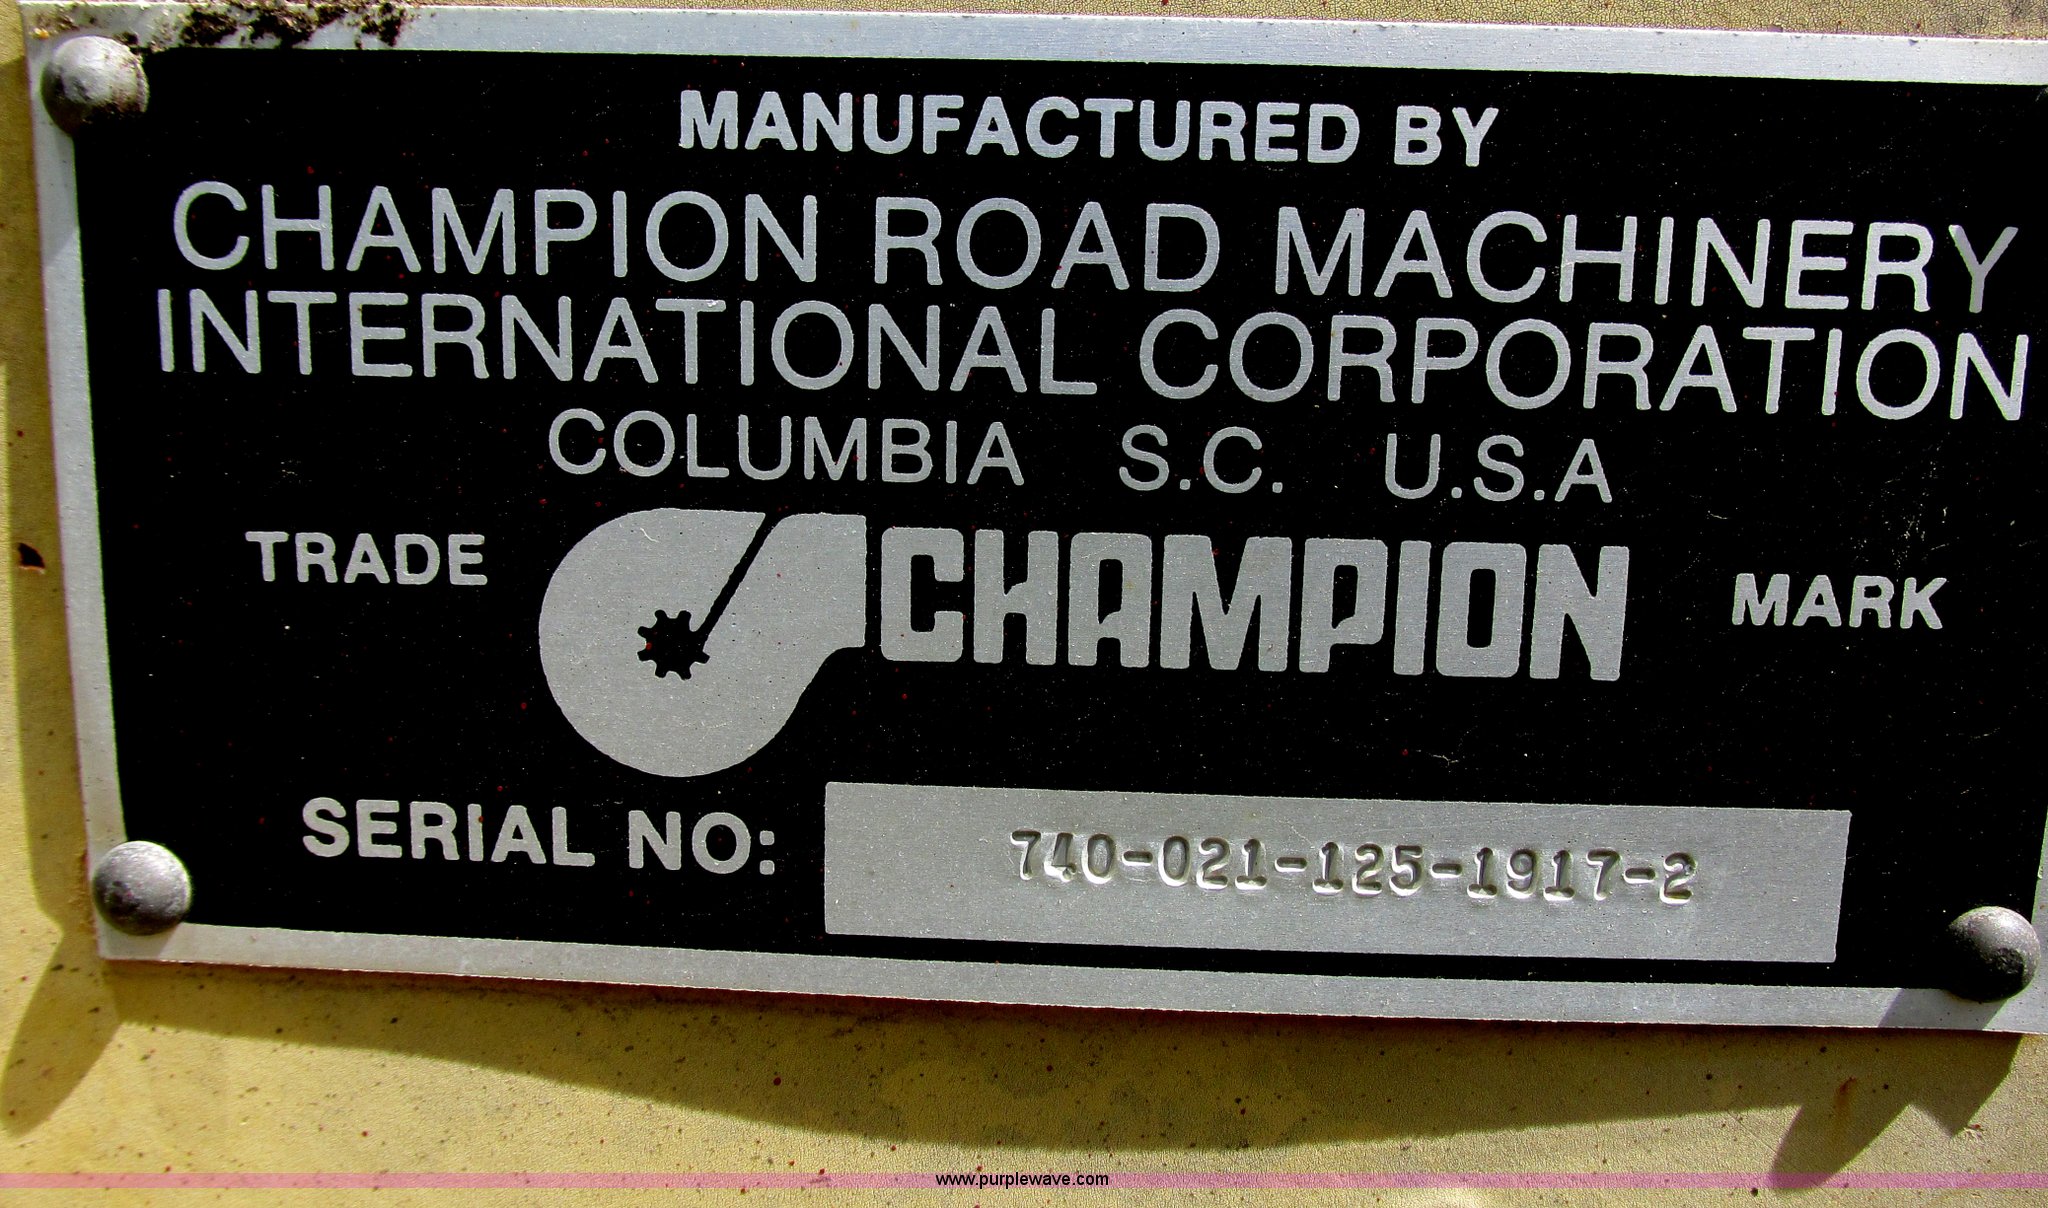 MANUFACTURED BY
CHAMPION ROAD MACHINERY
INTERNATIONAL CORPORATION
COLUMBIA S.C. U.S.A
TRADE CHAMPION MARK
SERIAL NO: 740-021-125-1917-2
www.purplewave.com